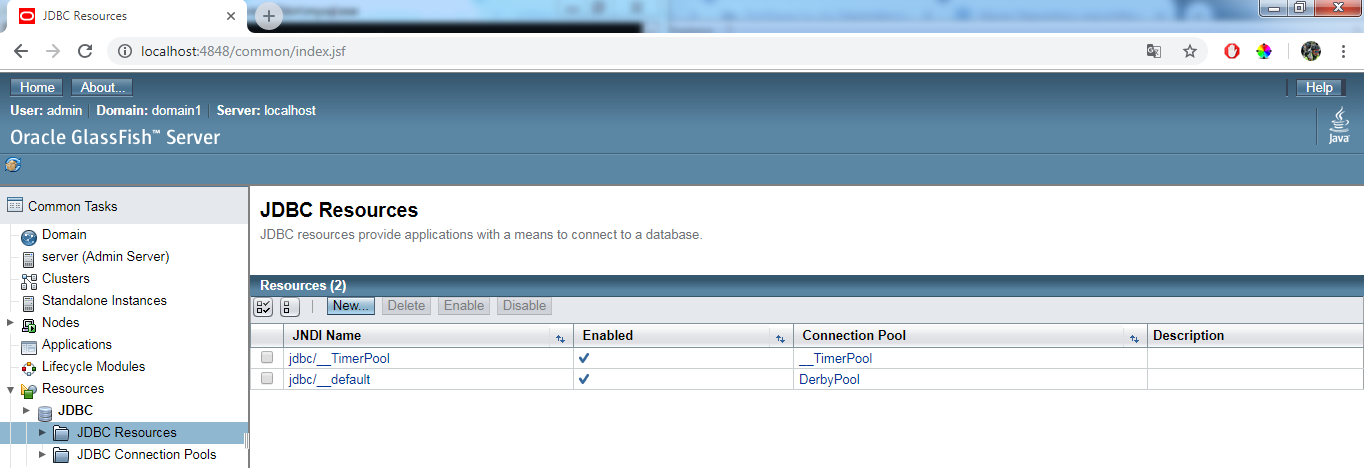 JDBC Resources
localhost:4848/common/index.jsf
Home About... Help
User: admin Domain: domain1 Server: localhost
Oracle GlassFish™ Server
Java
Common Tasks
Domain
server (Admin Server)
Clusters
Standalone Instances
Nodes
Applications
Lifecycle Modules
Resources
JDBC
JDBC Resources
JDBC Connection Pools
JDBC Resources
JDBC resources provide applications with a means to connect to a database.
Resources (2)
New... Delete Enable Disable
JNDI Name Enabled Connection Pool Description
jdbc/__TimerPool __TimerPool
jdbc/__default DerbyPool